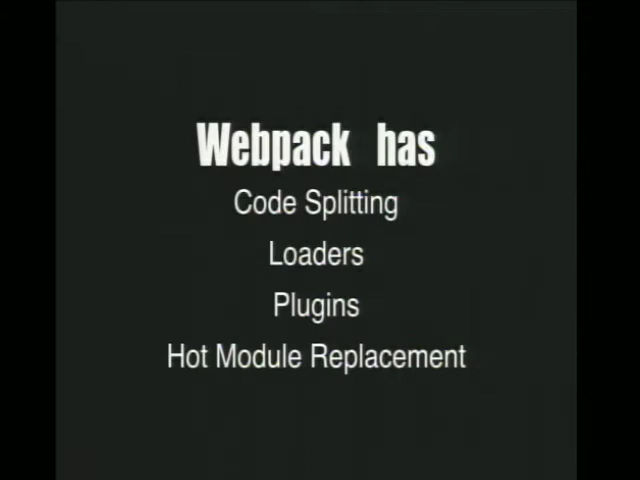 Webpack has
Code Splitting
Loaders
Plugins
Hot Module Replacement